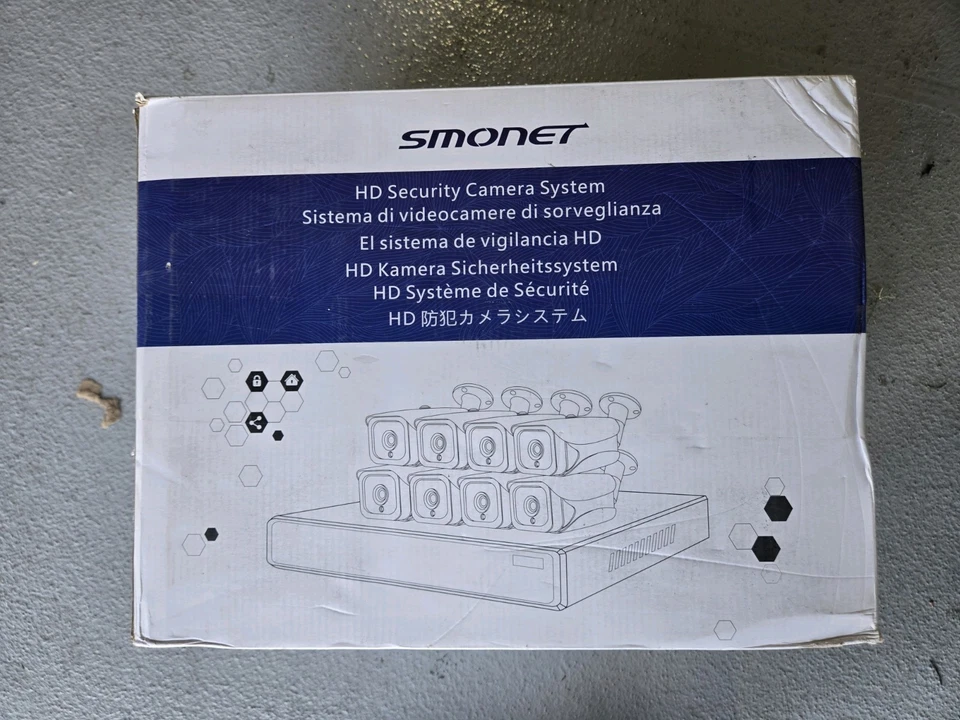 SMONET
HD Security Camera System
Sistema di videocamere di sorveglianza
El sistema de vigilancia HD
HD Kamera Sicherheitssystem
HD Système de Sécurité
HD 防犯カメラシステム